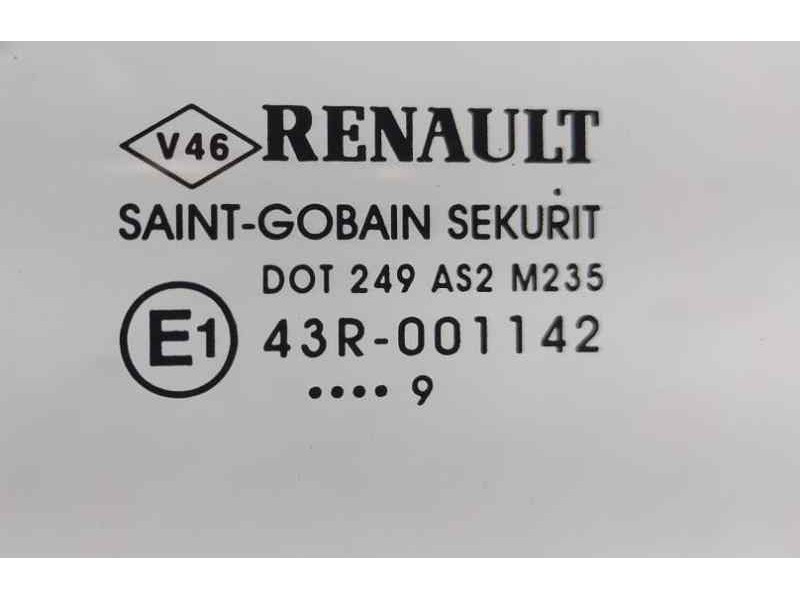 V46 RENAULT
SAINT-GOBAIN SEKURIT
DOT 249 AS2 M235
E1 43R-001142
•••• 9